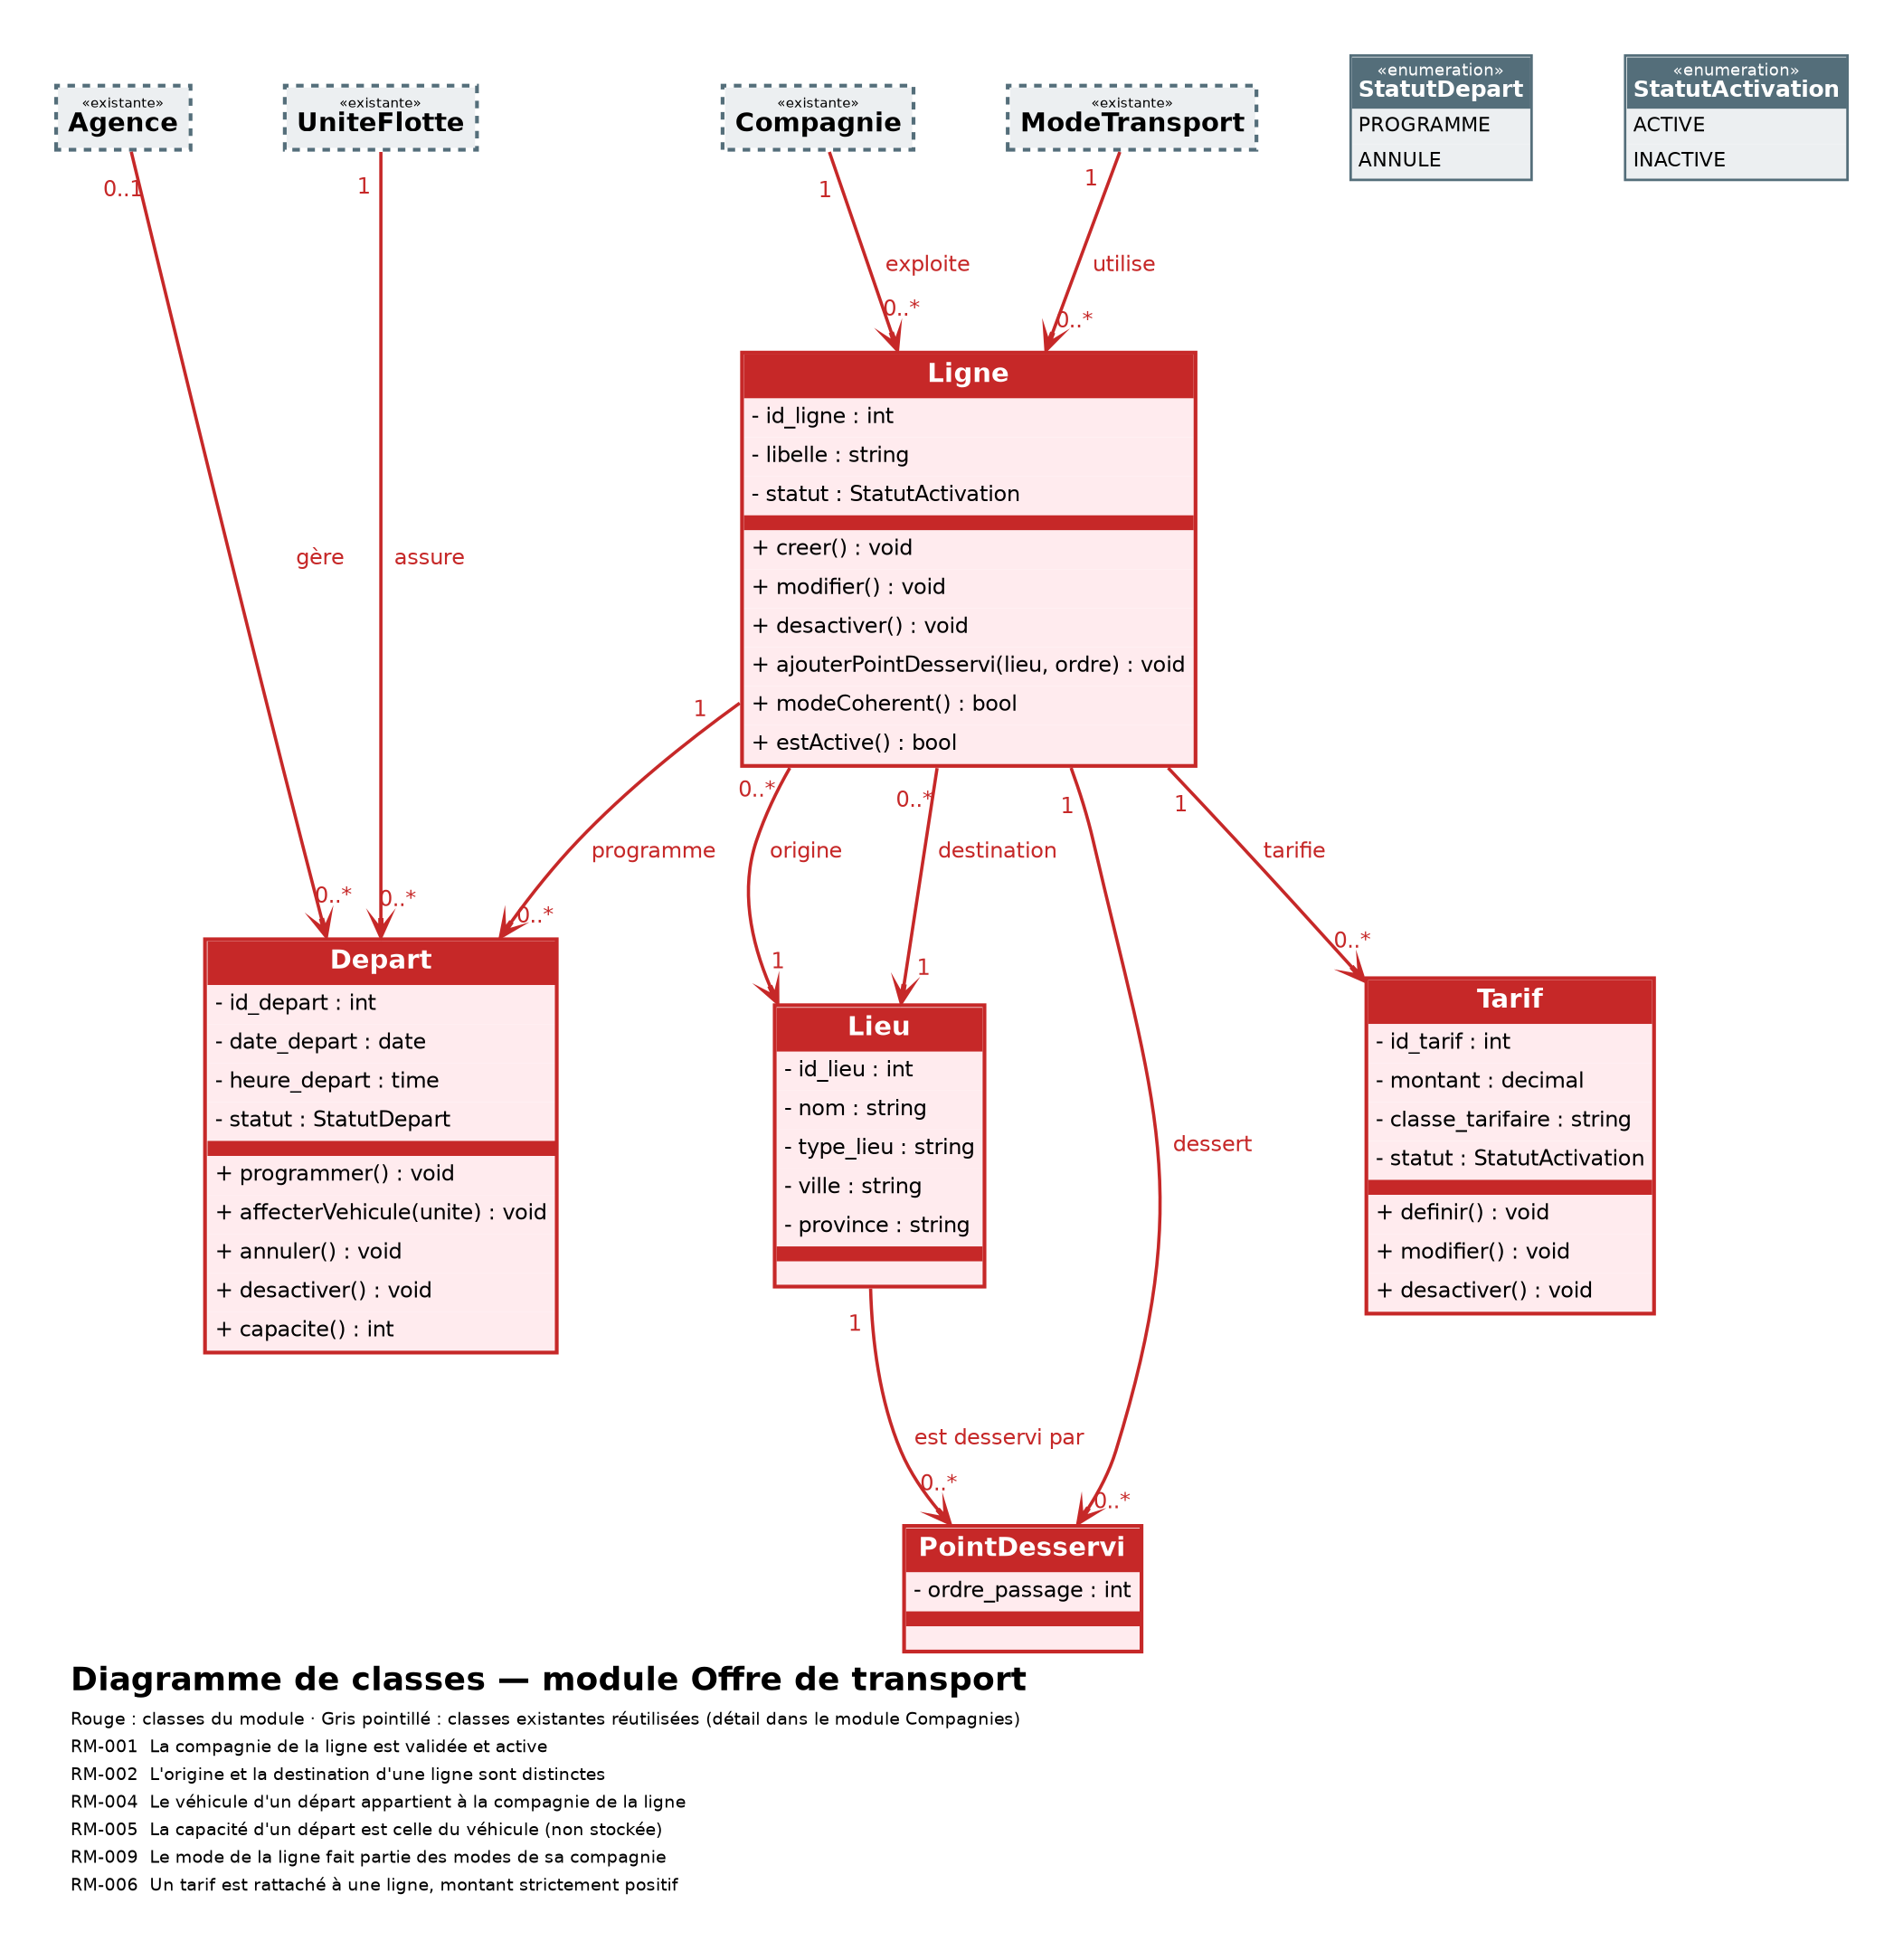 «existante»
Agence
«existante»
UniteFlotte
«existante»
Compagnie
«existante»
ModeTransport
«enumeration»
StatutDepart
PROGRAMME
ANNULE
«enumeration»
StatutActivation
ACTIVE
INACTIVE
0..1
1
1
1
exploite
utilise
0..*
0..*
Ligne
- id_ligne : int
- libelle : string
- statut : StatutActivation
+ creer() : void
+ modifier() : void
+ desactiver() : void
+ ajouterPointDesservi(lieu, ordre) : void
+ modeCoherent() : bool
+ estActive() : bool
gère
assure
1
0..*
0..*
1
1
programme
origine
destination
tarifie
0..*
0..*
0..*
1
1
0..*
Depart
- id_depart : int
- date_depart : date
- heure_depart : time
- statut : StatutDepart
+ programmer() : void
+ affecterVehicule(unite) : void
+ annuler() : void
+ desactiver() : void
+ capacite() : int
Lieu
- id_lieu : int
- nom : string
- type_lieu : string
- ville : string
- province : string
dessert
Tarif
- id_tarif : int
- montant : decimal
- classe_tarifaire : string
- statut : StatutActivation
+ definir() : void
+ modifier() : void
+ desactiver() : void
1
est desservi par
0..*
0..*
PointDesservi
- ordre_passage : int
Diagramme de classes — module Offre de transport
Rouge : classes du module · Gris pointillé : classes existantes réutilisées (détail dans le module Compagnies)
RM-001 La compagnie de la ligne est validée et active
RM-002 L'origine et la destination d'une ligne sont distinctes
RM-004 Le véhicule d'un départ appartient à la compagnie de la ligne
RM-005 La capacité d'un départ est celle du véhicule (non stockée)
RM-009 Le mode de la ligne fait partie des modes de sa compagnie
RM-006 Un tarif est rattaché à une ligne, montant strictement positif